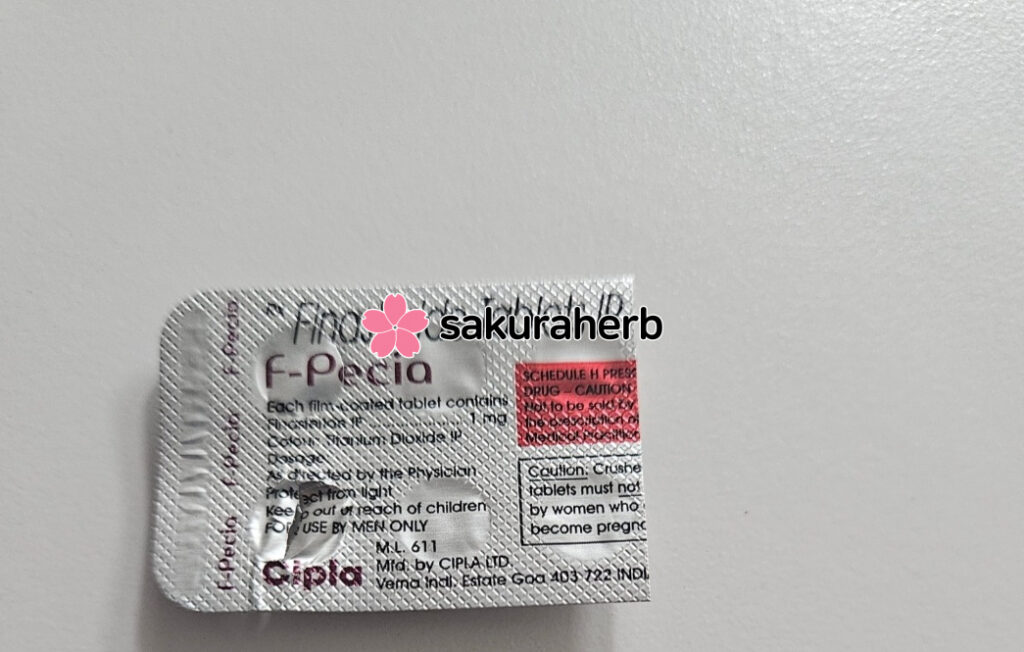 Tablets IP
sakuraherb
F-Pecia
F-Pecia
F-Pecia
F-Pecia
Each film-coated tablet contains
1 mg
Colour: Titanium Dioxide IP
Dosage
As directed by the Physician
Protect from light
Keep out of reach of children
FOR USE BY MEN ONLY
M.L. 611
Mfd. by CIPLA LTD.
Verna Indl. Estate Goa 403 722 INDI
Cipla
SCHEDULE H PRES
DRUG - CAUTION
Not to be sold by
the prescription of
Medical Practitio
Caution: Crushe
tablets must not
by women who
become pregna